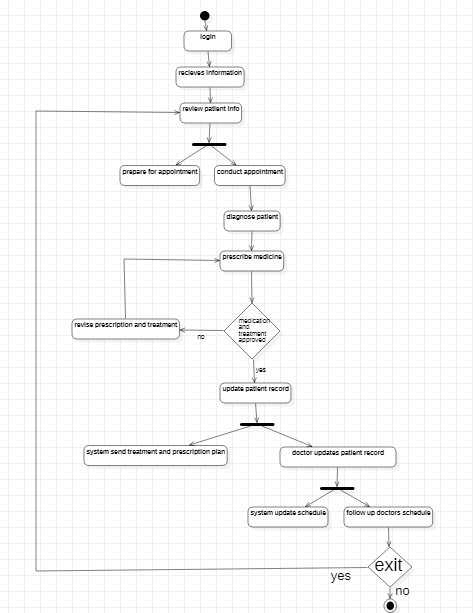 login
recieves information
review patient info
prepare for appointment
conduct appointment
diagnose patient
prescribe medicine
medication
and
treatment
approved
revise prescription and treatment
no
yes
update patient record
system send treatment and prescription plan
doctor updates patient record
system update schedule
follow up doctors schedule
exit
yes
no